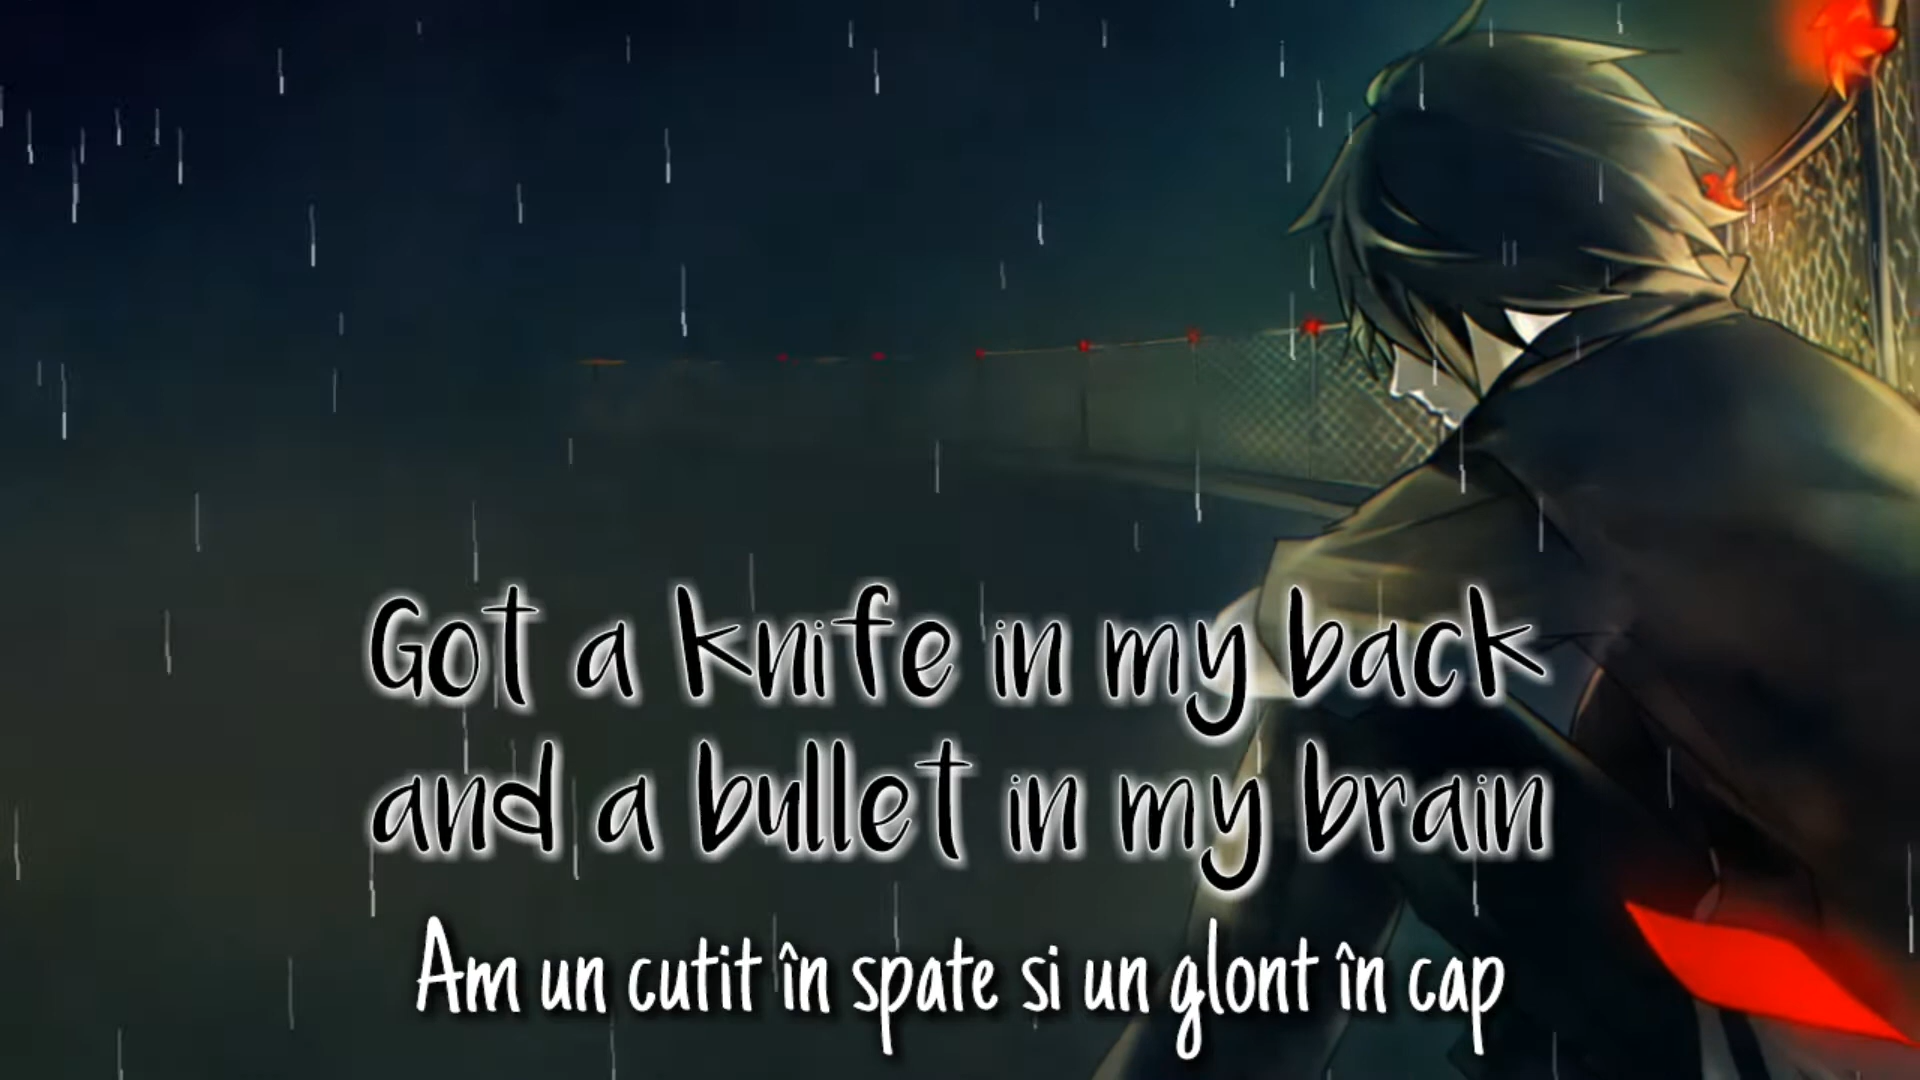 Got a knife in my back
and a bullet in my brain
Am un cutit în spate si un glont în cap